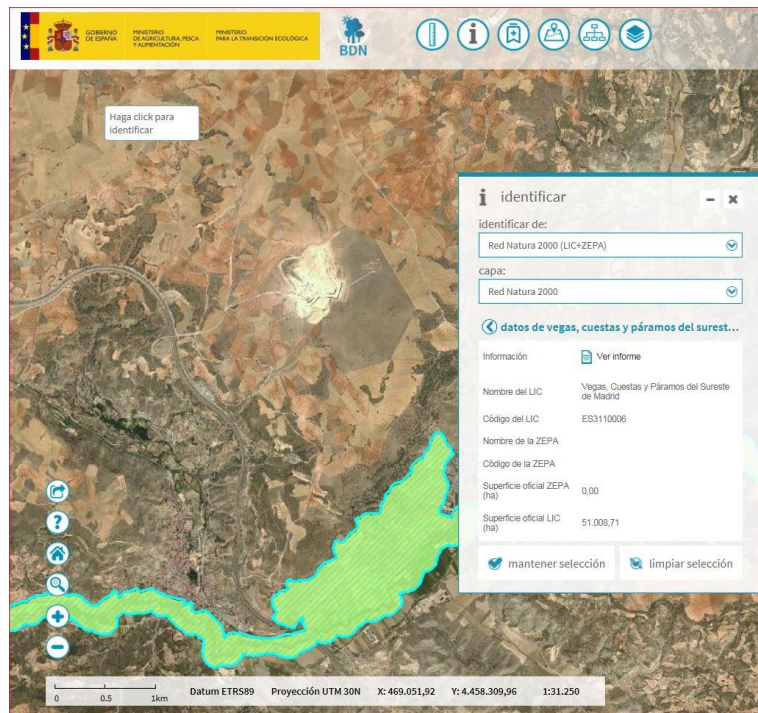 GOBIERNO
DE ESPAÑA
MINISTERIO
DE AGRICULTURA, PESCA
Y ALIMENTACIÓN
MINISTERIO
PARA LA TRANSICIÓN ECOLÓGICA
BDN
Haga click para
identificar
identificar
identificar de:
Red Natura 2000 (LIC+ZEPA)
capa:
Red Natura 2000
datos de vegas, cuestas y páramos del surest...
Información Ver informe
Nombre del LIC Vegas, Cuestas y Páramos del Sureste
de Madrid
Código del LIC ES3110006
Nombre de la ZEPA
Código de la ZEPA
Superficie oficial ZEPA
(ha) 0,00
Superficie oficial LIC
(ha) 51.008,71
mantener selección limpiar selección
0 0.5 1km Datum ETRS89 Proyección UTM 30N X: 469.051,92 Y: 4.458.309,96 1:31.250